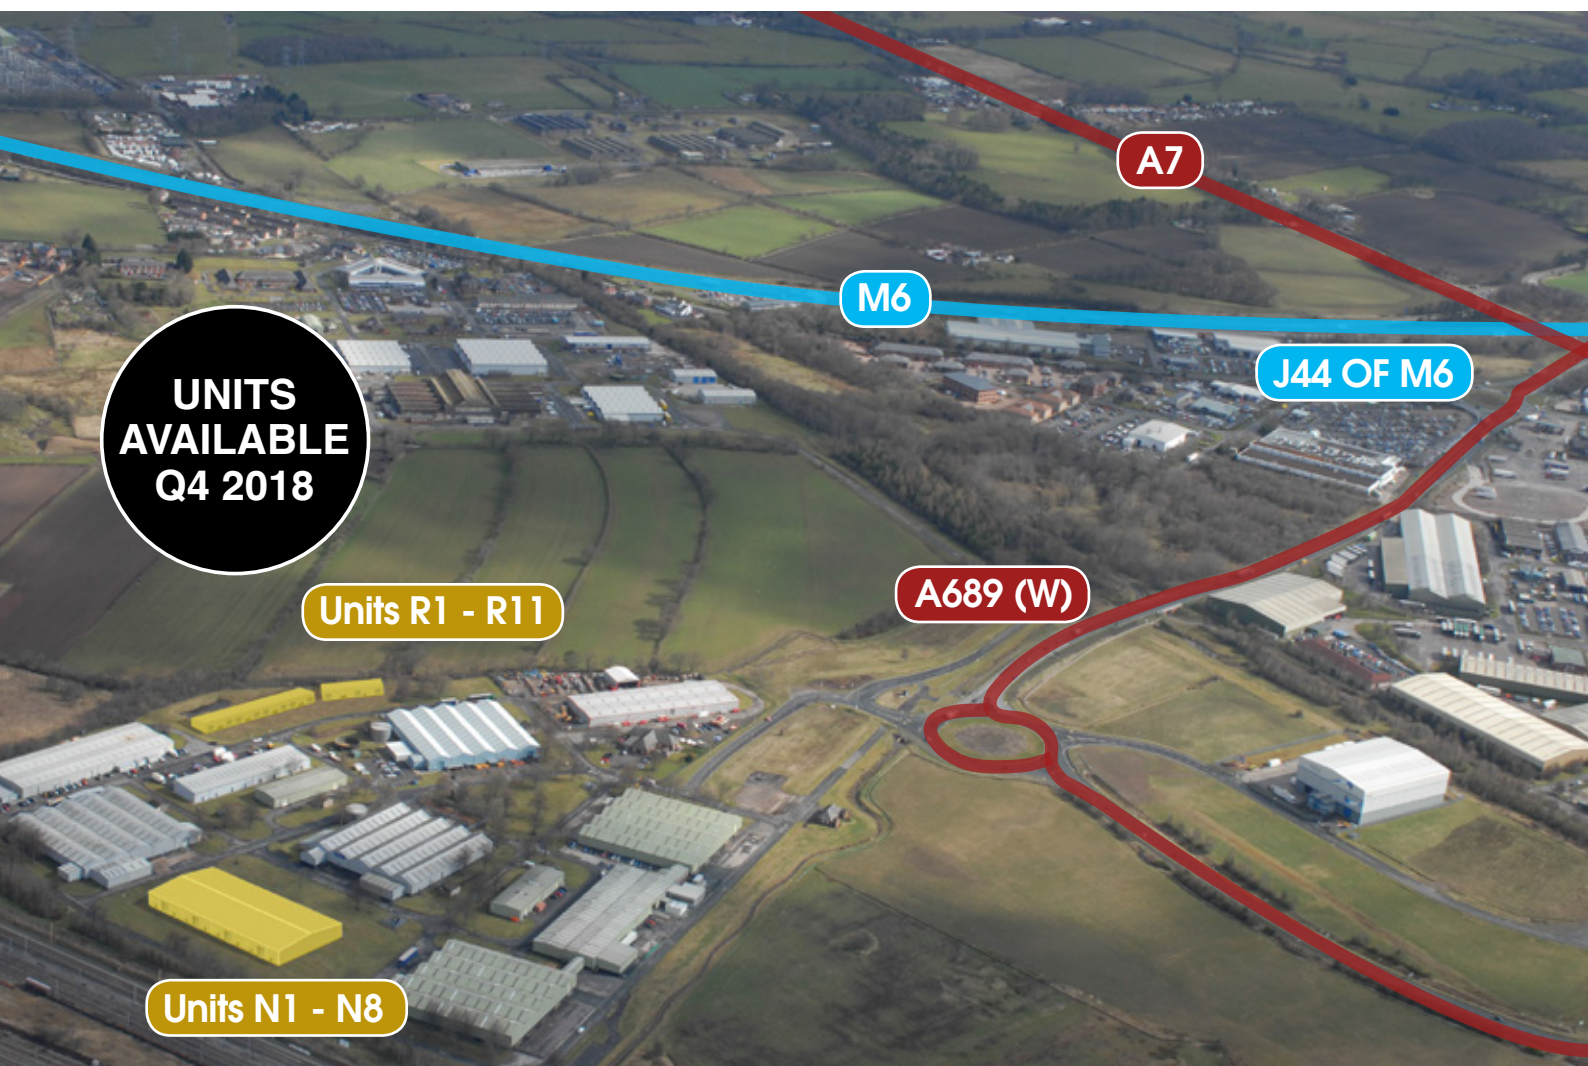 A7
M6
J44 OF M6
UNITS
AVAILABLE
Q4 2018
A689 (W)
Units R1 - R11
Units N1 - N8